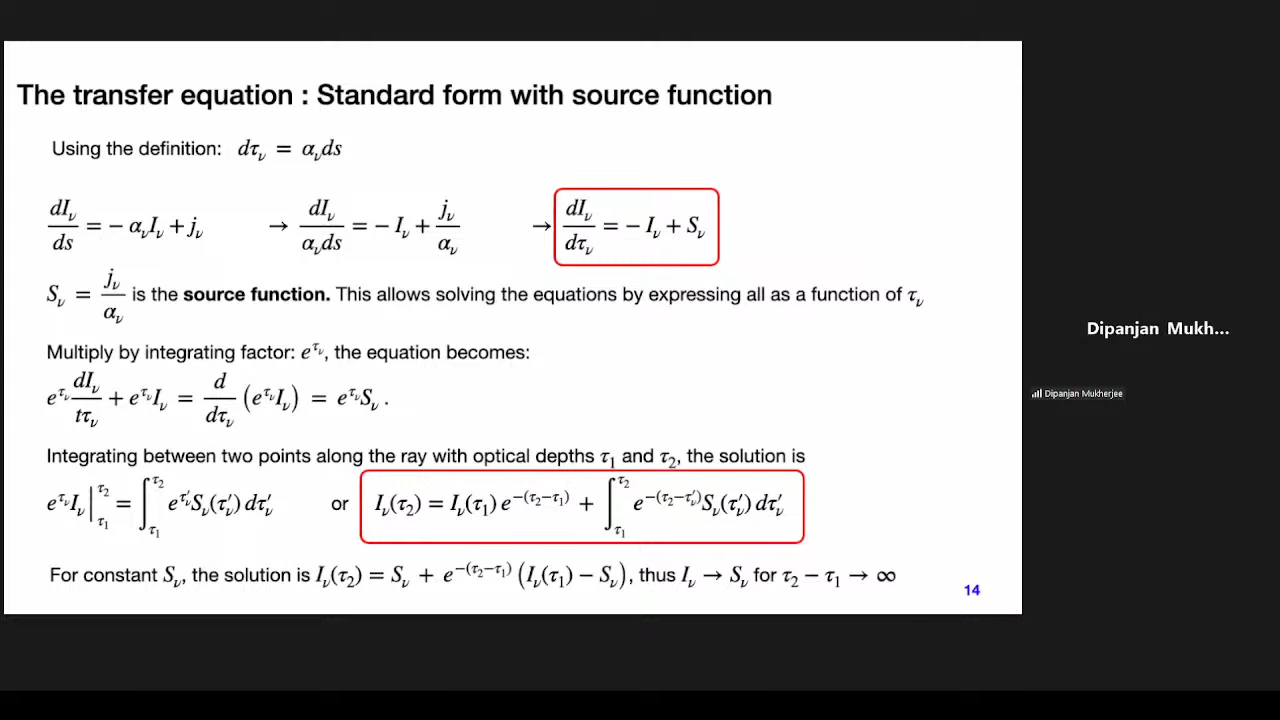 The transfer equation : Standard form with source function
Using the definition: dτ_ν = α_ν ds
dI_ν/ds = − α_ν I_ν + j_ν → dI_ν/α_ν ds = − I_ν + j_ν/α_ν → dI_ν/dτ_ν = − I_ν + S_ν
S_ν = j_ν/α_ν is the source function. This allows solving the equations by expressing all as a function of τ_ν
Multiply by integrating factor: e^{τ_ν}, the equation becomes:
e^{τ_ν} dI_ν/tτ_ν + e^{τ_ν} I_ν = d/dτ_ν (e^{τ_ν} I_ν) = e^{τ_ν} S_ν .
Integrating between two points along the ray with optical depths τ_1 and τ_2, the solution is
e^{τ_ν} I_ν |_{τ_1}^{τ_2} = ∫_{τ_1}^{τ_2} e^{τ′_ν} S_ν(τ′_ν) dτ′_ν or I_ν(τ_2) = I_ν(τ_1) e^{−(τ_2−τ_1)} + ∫_{τ_1}^{τ_2} e^{−(τ_2−τ′_ν)} S_ν(τ′_ν) dτ′_ν
For constant S_ν, the solution is I_ν(τ_2) = S_ν + e^{−(τ_2−τ_1)} (I_ν(τ_1) − S_ν), thus I_ν → S_ν for τ_2 − τ_1 → ∞
14
Dipanjan Mukh...
Dipanjan Mukherjee